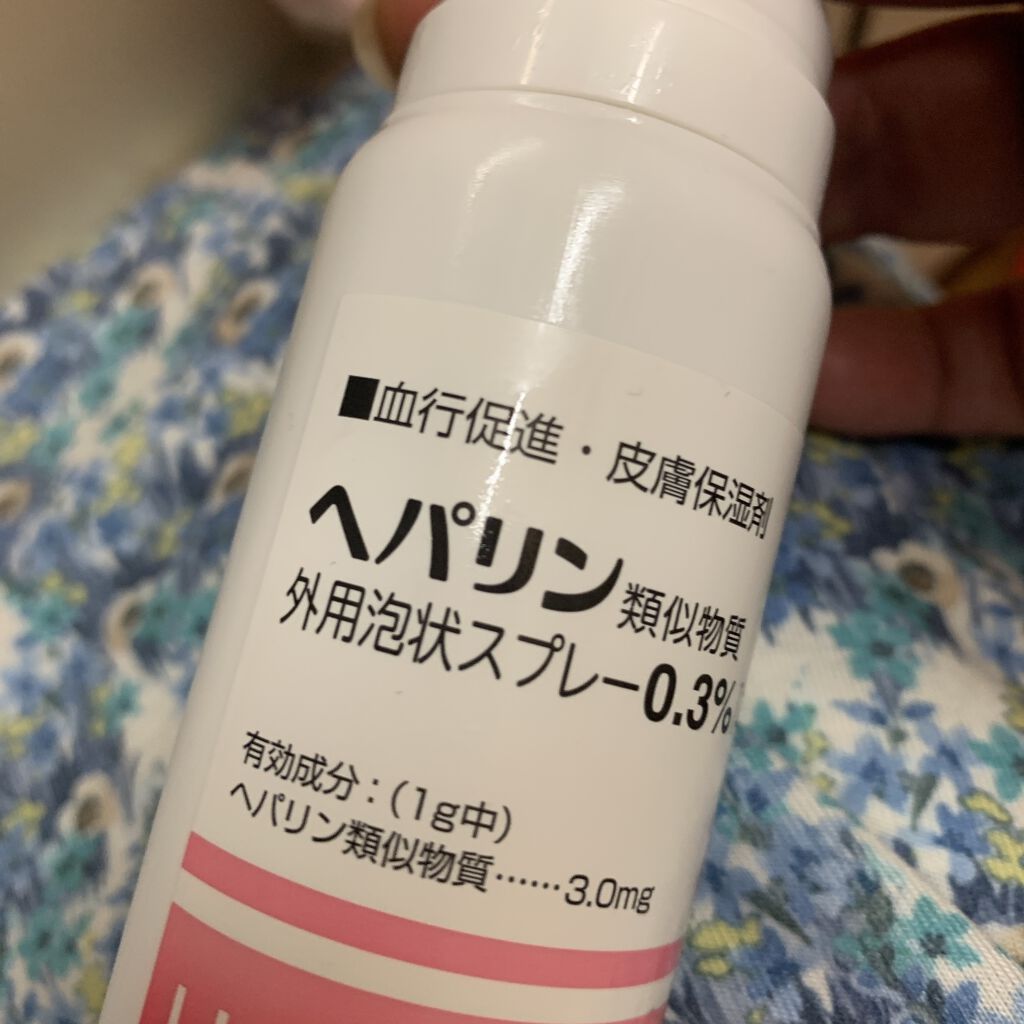 ■血行促進・皮膚保湿剤
ヘパリン類似物質
外用泡状スプレー0.3%
有効成分:(1g中)
ヘパリン類似物質……3.0mg